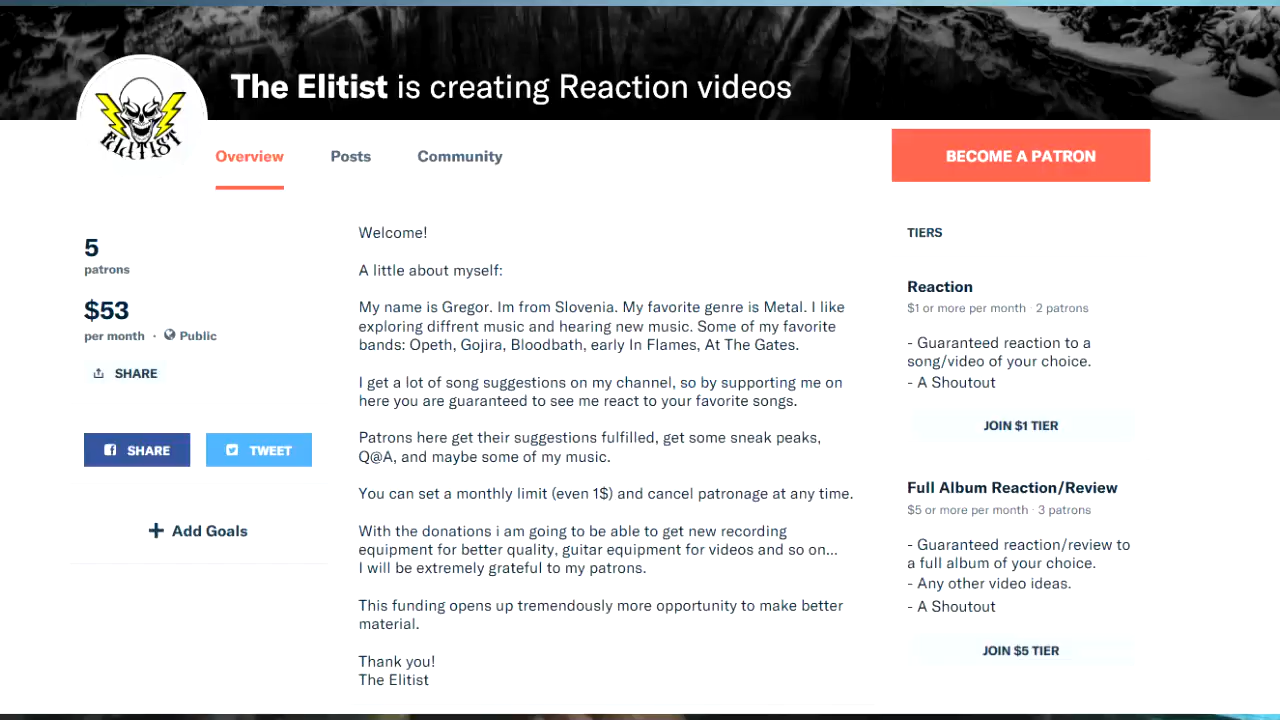 The Elitist is creating Reaction videos
ELITIST
Overview
Posts
Community
BECOME A PATRON
5
patrons
$53
per month · Public
SHARE
SHARE
TWEET
Add Goals
Welcome!
A little about myself:
My name is Gregor. Im from Slovenia. My favorite genre is Metal. I like
exploring diffrent music and hearing new music. Some of my favorite
bands: Opeth, Gojira, Bloodbath, early In Flames, At The Gates.
I get a lot of song suggestions on my channel, so by supporting me on
here you are guaranteed to see me react to your favorite songs.
Patrons here get their suggestions fulfilled, get some sneak peaks,
Q@A, and maybe some of my music.
You can set a monthly limit (even 1$) and cancel patronage at any time.
With the donations i am going to be able to get new recording
equipment for better quality, guitar equipment for videos and so on...
I will be extremely grateful to my patrons.
This funding opens up tremendously more opportunity to make better
material.
Thank you!
The Elitist
TIERS
Reaction
$1 or more per month · 2 patrons
- Guaranteed reaction to a
song/video of your choice.
- A Shoutout
JOIN $1 TIER
Full Album Reaction/Review
$5 or more per month · 3 patrons
- Guaranteed reaction/review to
a full album of your choice.
- Any other video ideas.
- A Shoutout
JOIN $5 TIER